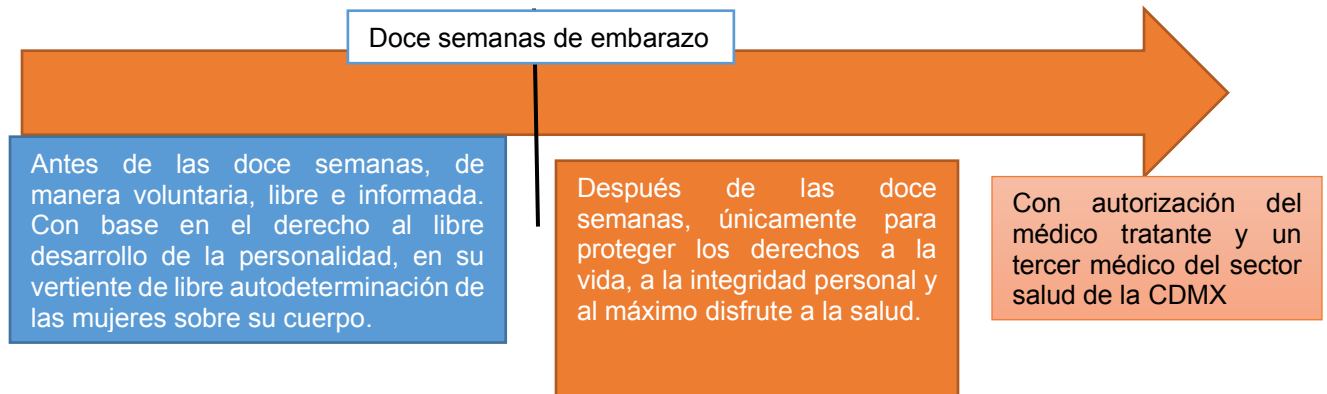 Doce semanas de embarazo
Antes de las doce semanas, de
manera voluntaria, libre e informada.
Con base en el derecho al libre
desarrollo de la personalidad, en su
vertiente de libre autodeterminación de
las mujeres sobre su cuerpo.
Después de las doce
semanas, únicamente para
proteger los derechos a la
vida, a la integridad personal y
al máximo disfrute a la salud.
Con autorización del
médico tratante y un
tercer médico del sector
salud de la CDMX